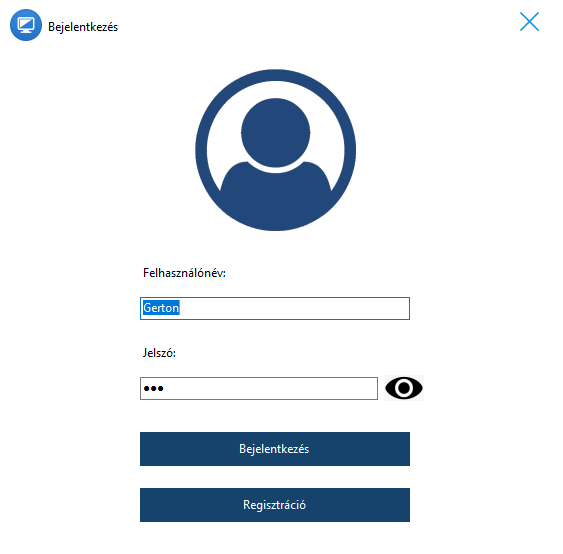 Bejelentkezés
Felhasználónév:
Gerton
Jelszó:
●●●
Bejelentkezés
Regisztráció